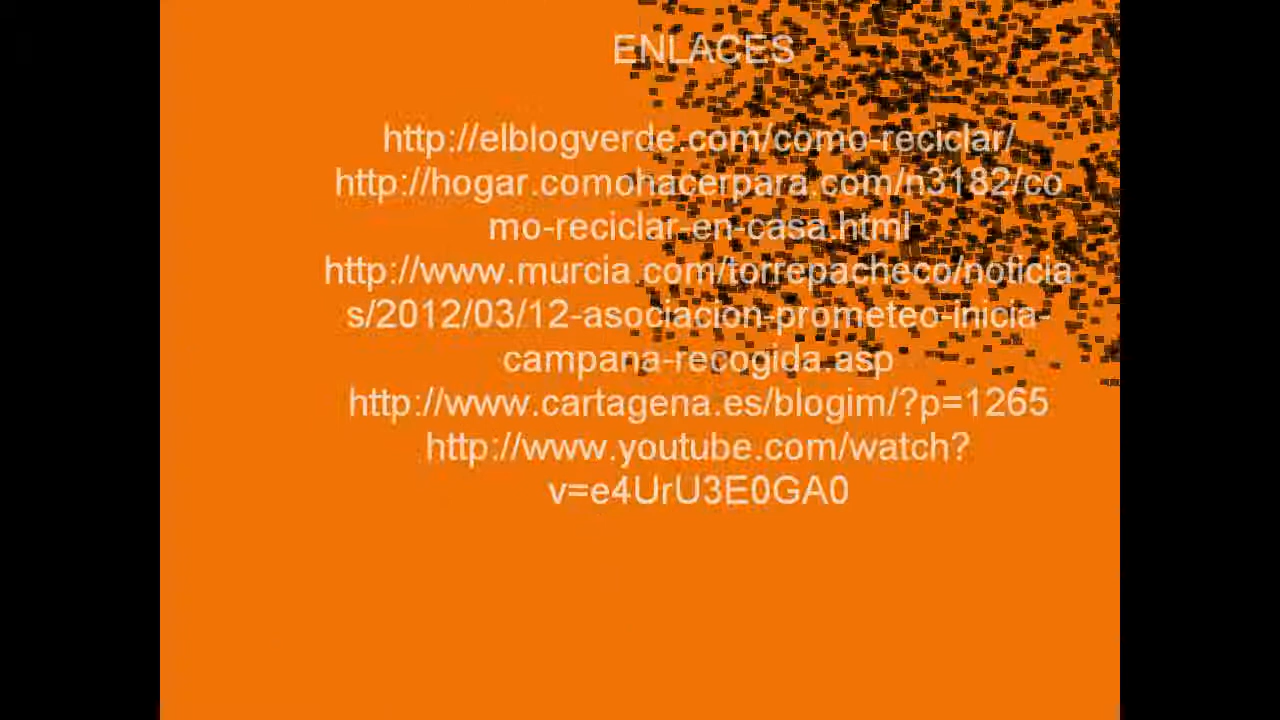 ENLACES
http://elblogverde.com/como-reciclar/
http://hogar.comohacerpara.com/n3182/co
mo-reciclar-en-casa.html
http://www.murcia.com/torrepacheco/noticia
s/2012/03/12-asociacion-prometeo-inicia-
campana-recogida.asp
http://www.cartagena.es/blogim/?p=1265
http://www.youtube.com/watch?
v=e4UrU3E0GA0